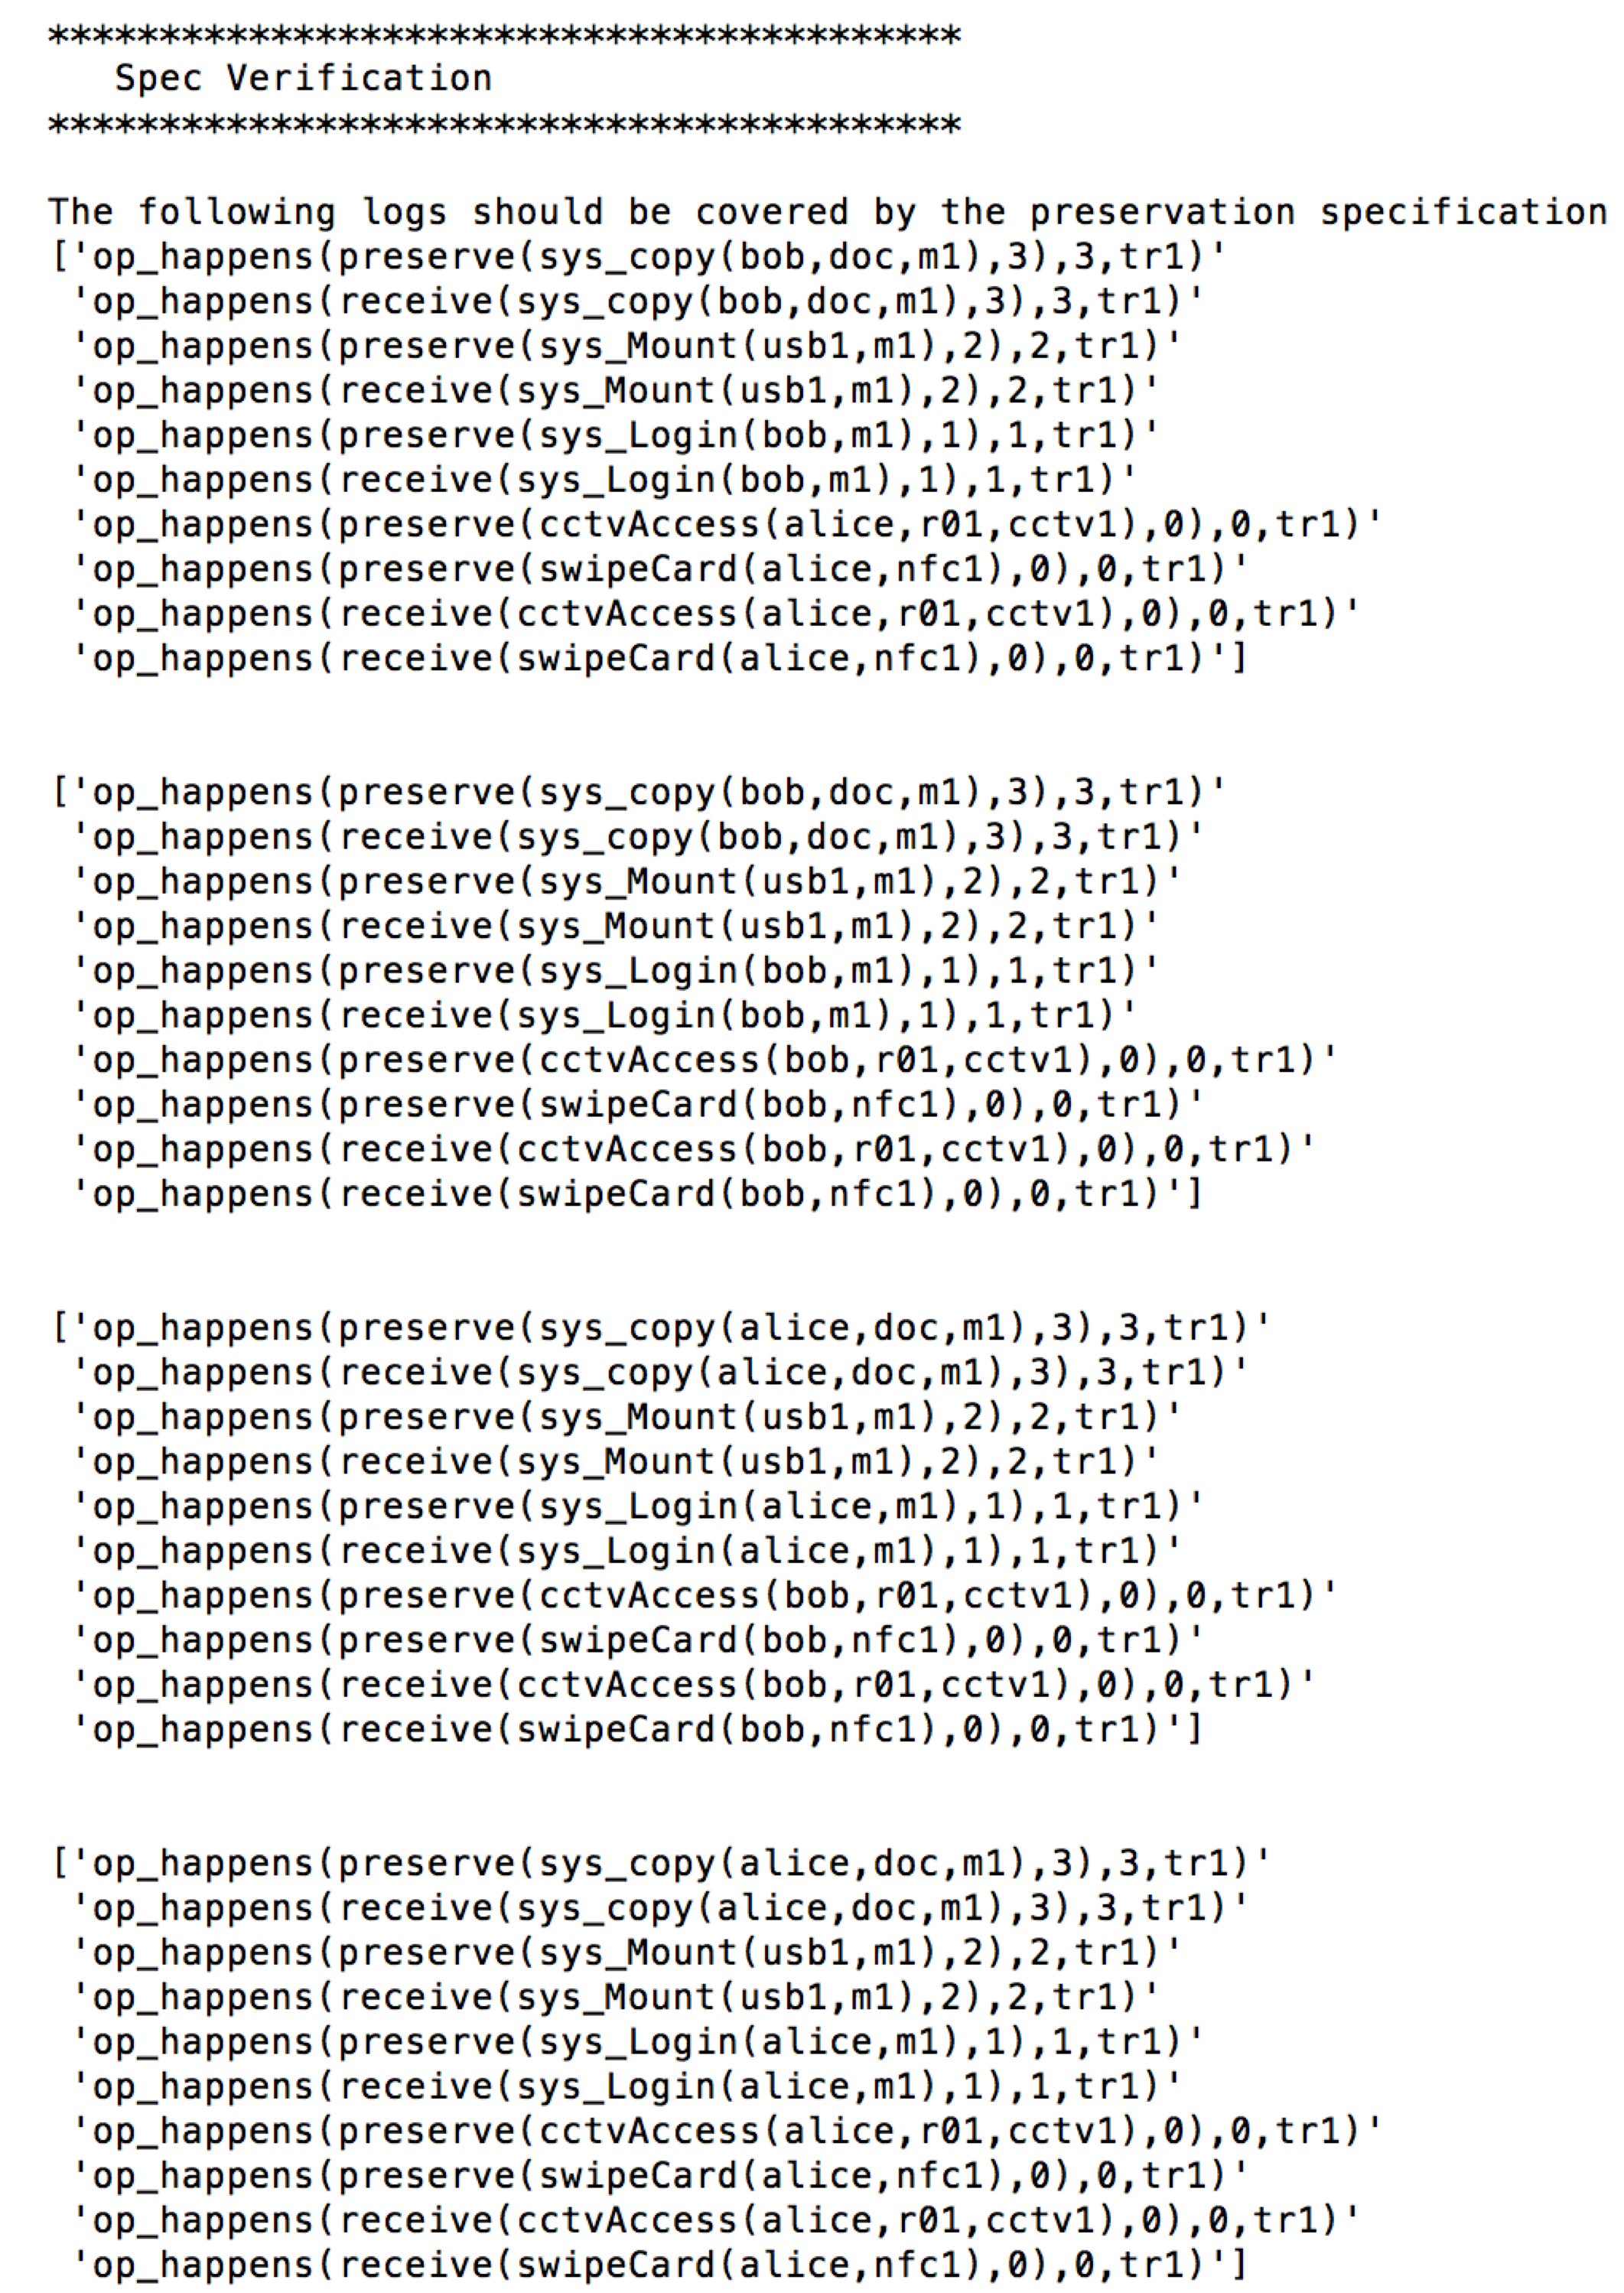 *****************************************
Spec Verification
*****************************************
The following logs should be covered by the preservation specification
['op_happens(preserve(sys_copy(bob,doc,m1),3),3,tr1)'
'op_happens(receive(sys_copy(bob,doc,m1),3),3,tr1)'
'op_happens(preserve(sys_Mount(usb1,m1),2),2,tr1)'
'op_happens(receive(sys_Mount(usb1,m1),2),2,tr1)'
'op_happens(preserve(sys_Login(bob,m1),1),1,tr1)'
'op_happens(receive(sys_Login(bob,m1),1),1,tr1)'
'op_happens(preserve(cctvAccess(alice,r01,cctv1),0),0,tr1)'
'op_happens(preserve(swipeCard(alice,nfc1),0),0,tr1)'
'op_happens(receive(cctvAccess(alice,r01,cctv1),0),0,tr1)'
'op_happens(receive(swipeCard(alice,nfc1),0),0,tr1)']
['op_happens(preserve(sys_copy(bob,doc,m1),3),3,tr1)'
'op_happens(receive(sys_copy(bob,doc,m1),3),3,tr1)'
'op_happens(preserve(sys_Mount(usb1,m1),2),2,tr1)'
'op_happens(receive(sys_Mount(usb1,m1),2),2,tr1)'
'op_happens(preserve(sys_Login(bob,m1),1),1,tr1)'
'op_happens(receive(sys_Login(bob,m1),1),1,tr1)'
'op_happens(preserve(cctvAccess(bob,r01,cctv1),0),0,tr1)'
'op_happens(preserve(swipeCard(bob,nfc1),0),0,tr1)'
'op_happens(receive(cctvAccess(bob,r01,cctv1),0),0,tr1)'
'op_happens(receive(swipeCard(bob,nfc1),0),0,tr1)']
['op_happens(preserve(sys_copy(alice,doc,m1),3),3,tr1)'
'op_happens(receive(sys_copy(alice,doc,m1),3),3,tr1)'
'op_happens(preserve(sys_Mount(usb1,m1),2),2,tr1)'
'op_happens(receive(sys_Mount(usb1,m1),2),2,tr1)'
'op_happens(preserve(sys_Login(alice,m1),1),1,tr1)'
'op_happens(receive(sys_Login(alice,m1),1),1,tr1)'
'op_happens(preserve(cctvAccess(bob,r01,cctv1),0),0,tr1)'
'op_happens(preserve(swipeCard(bob,nfc1),0),0,tr1)'
'op_happens(receive(cctvAccess(bob,r01,cctv1),0),0,tr1)'
'op_happens(receive(swipeCard(bob,nfc1),0),0,tr1)']
['op_happens(preserve(sys_copy(alice,doc,m1),3),3,tr1)'
'op_happens(receive(sys_copy(alice,doc,m1),3),3,tr1)'
'op_happens(preserve(sys_Mount(usb1,m1),2),2,tr1)'
'op_happens(receive(sys_Mount(usb1,m1),2),2,tr1)'
'op_happens(preserve(sys_Login(alice,m1),1),1,tr1)'
'op_happens(receive(sys_Login(alice,m1),1),1,tr1)'
'op_happens(preserve(cctvAccess(alice,r01,cctv1),0),0,tr1)'
'op_happens(preserve(swipeCard(alice,nfc1),0),0,tr1)'
'op_happens(receive(cctvAccess(alice,r01,cctv1),0),0,tr1)'
'op_happens(receive(swipeCard(alice,nfc1),0),0,tr1)']